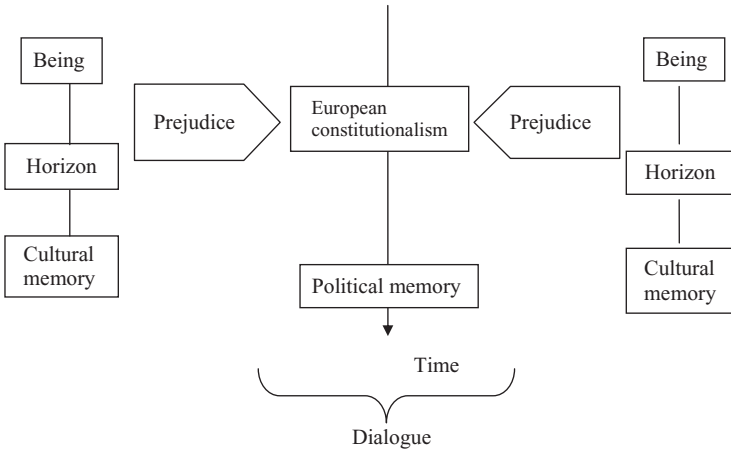 Being
Horizon
Cultural
memory
Prejudice
European
constitutionalism
Political memory
Time
Dialogue
Prejudice
Being
Horizon
Cultural
memory